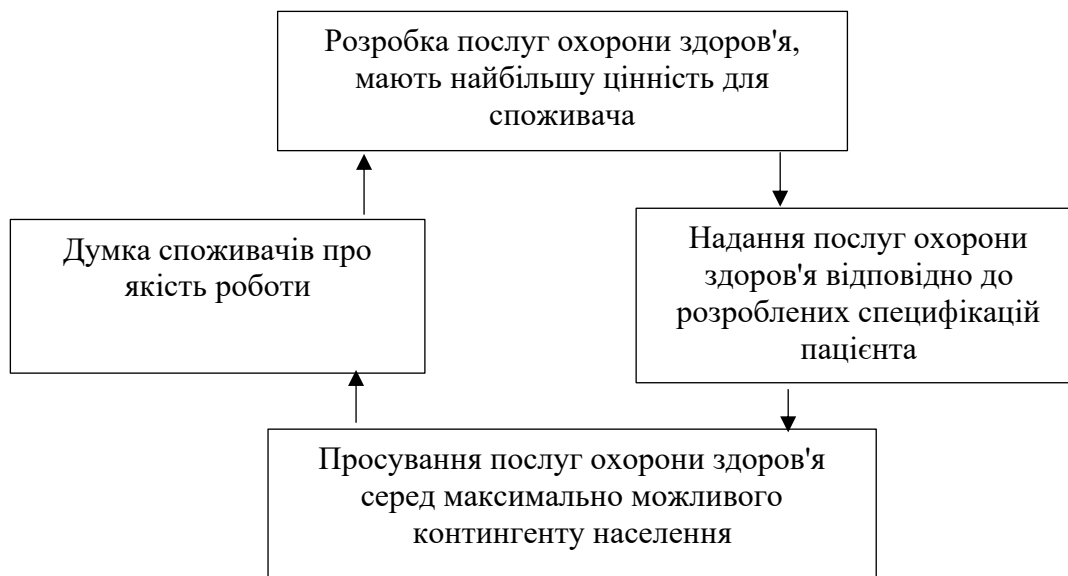 Розробка послуг охорони здоров'я,
мають найбільшу цінність для
споживача
Думка споживачів про
якість роботи
Надання послуг охорони
здоров'я відповідно до
розроблених специфікацій
пацієнта
Просування послуг охорони здоров'я
серед максимально можливого
контингенту населення